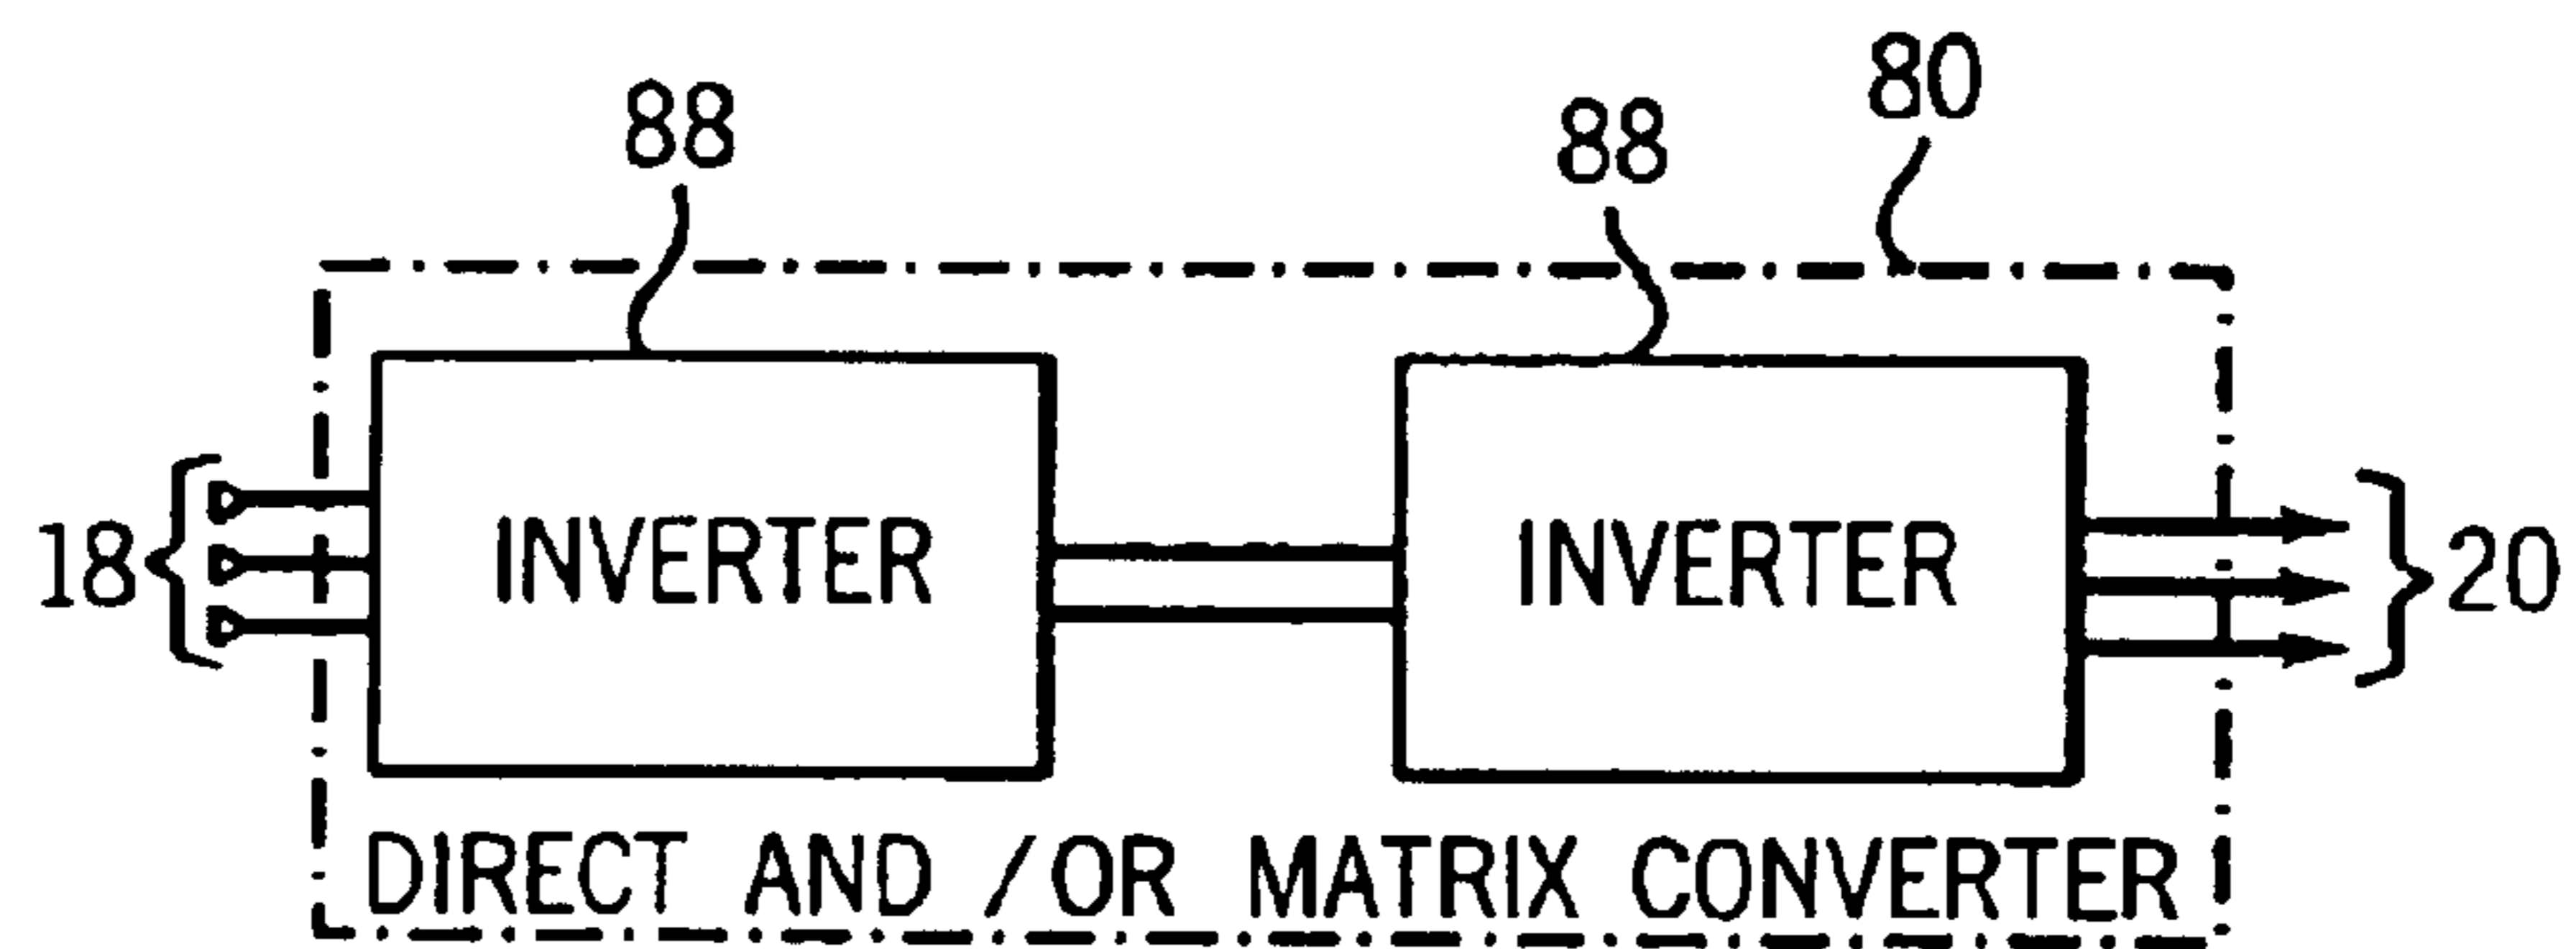 80
88
88
18
INVERTER
INVERTER
20
DIRECT AND /OR MATRIX CONVERTER